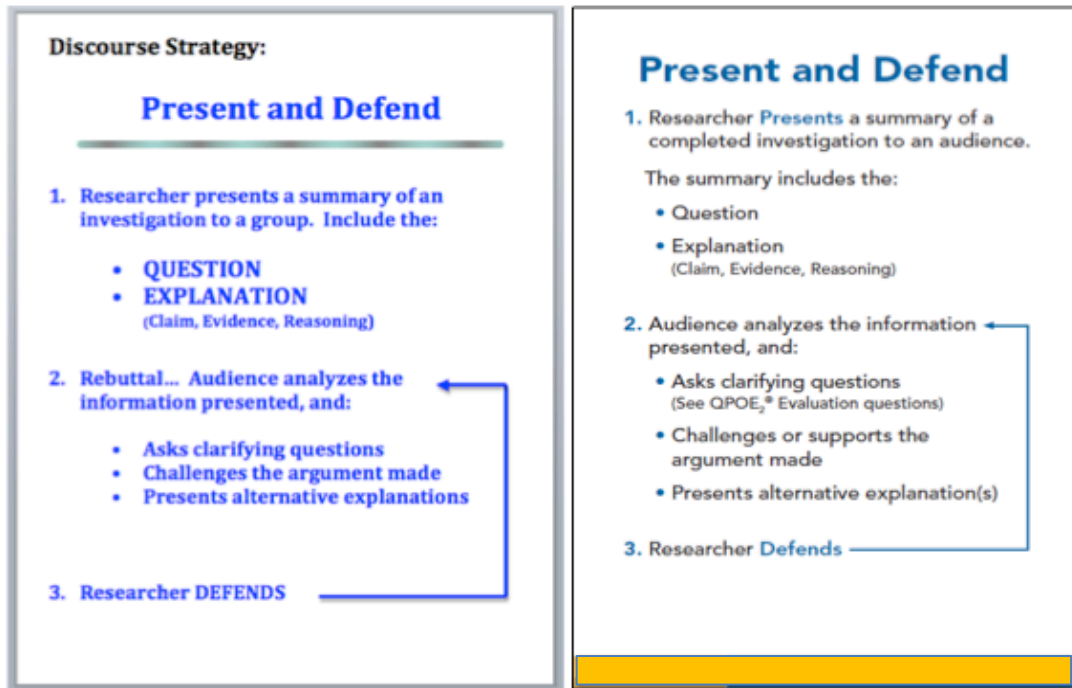 Discourse Strategy:
Present and Defend
1. Researcher presents a summary of an
investigation to a group.  Include the:
• QUESTION
• EXPLANATION
(Claim, Evidence, Reasoning)
2. Rebuttal... Audience analyzes the
information presented, and:
• Asks clarifying questions
• Challenges the argument made
• Presents alternative explanations
3. Researcher DEFENDS
Present and Defend
1. Researcher Presents a summary of a
completed investigation to an audience.
The summary includes the:
• Question
• Explanation
(Claim, Evidence, Reasoning)
2. Audience analyzes the information
presented, and:
• Asks clarifying questions
(See QPOE₂® Evaluation questions)
• Challenges or supports the
argument made
• Presents alternative explanation(s)
3. Researcher Defends